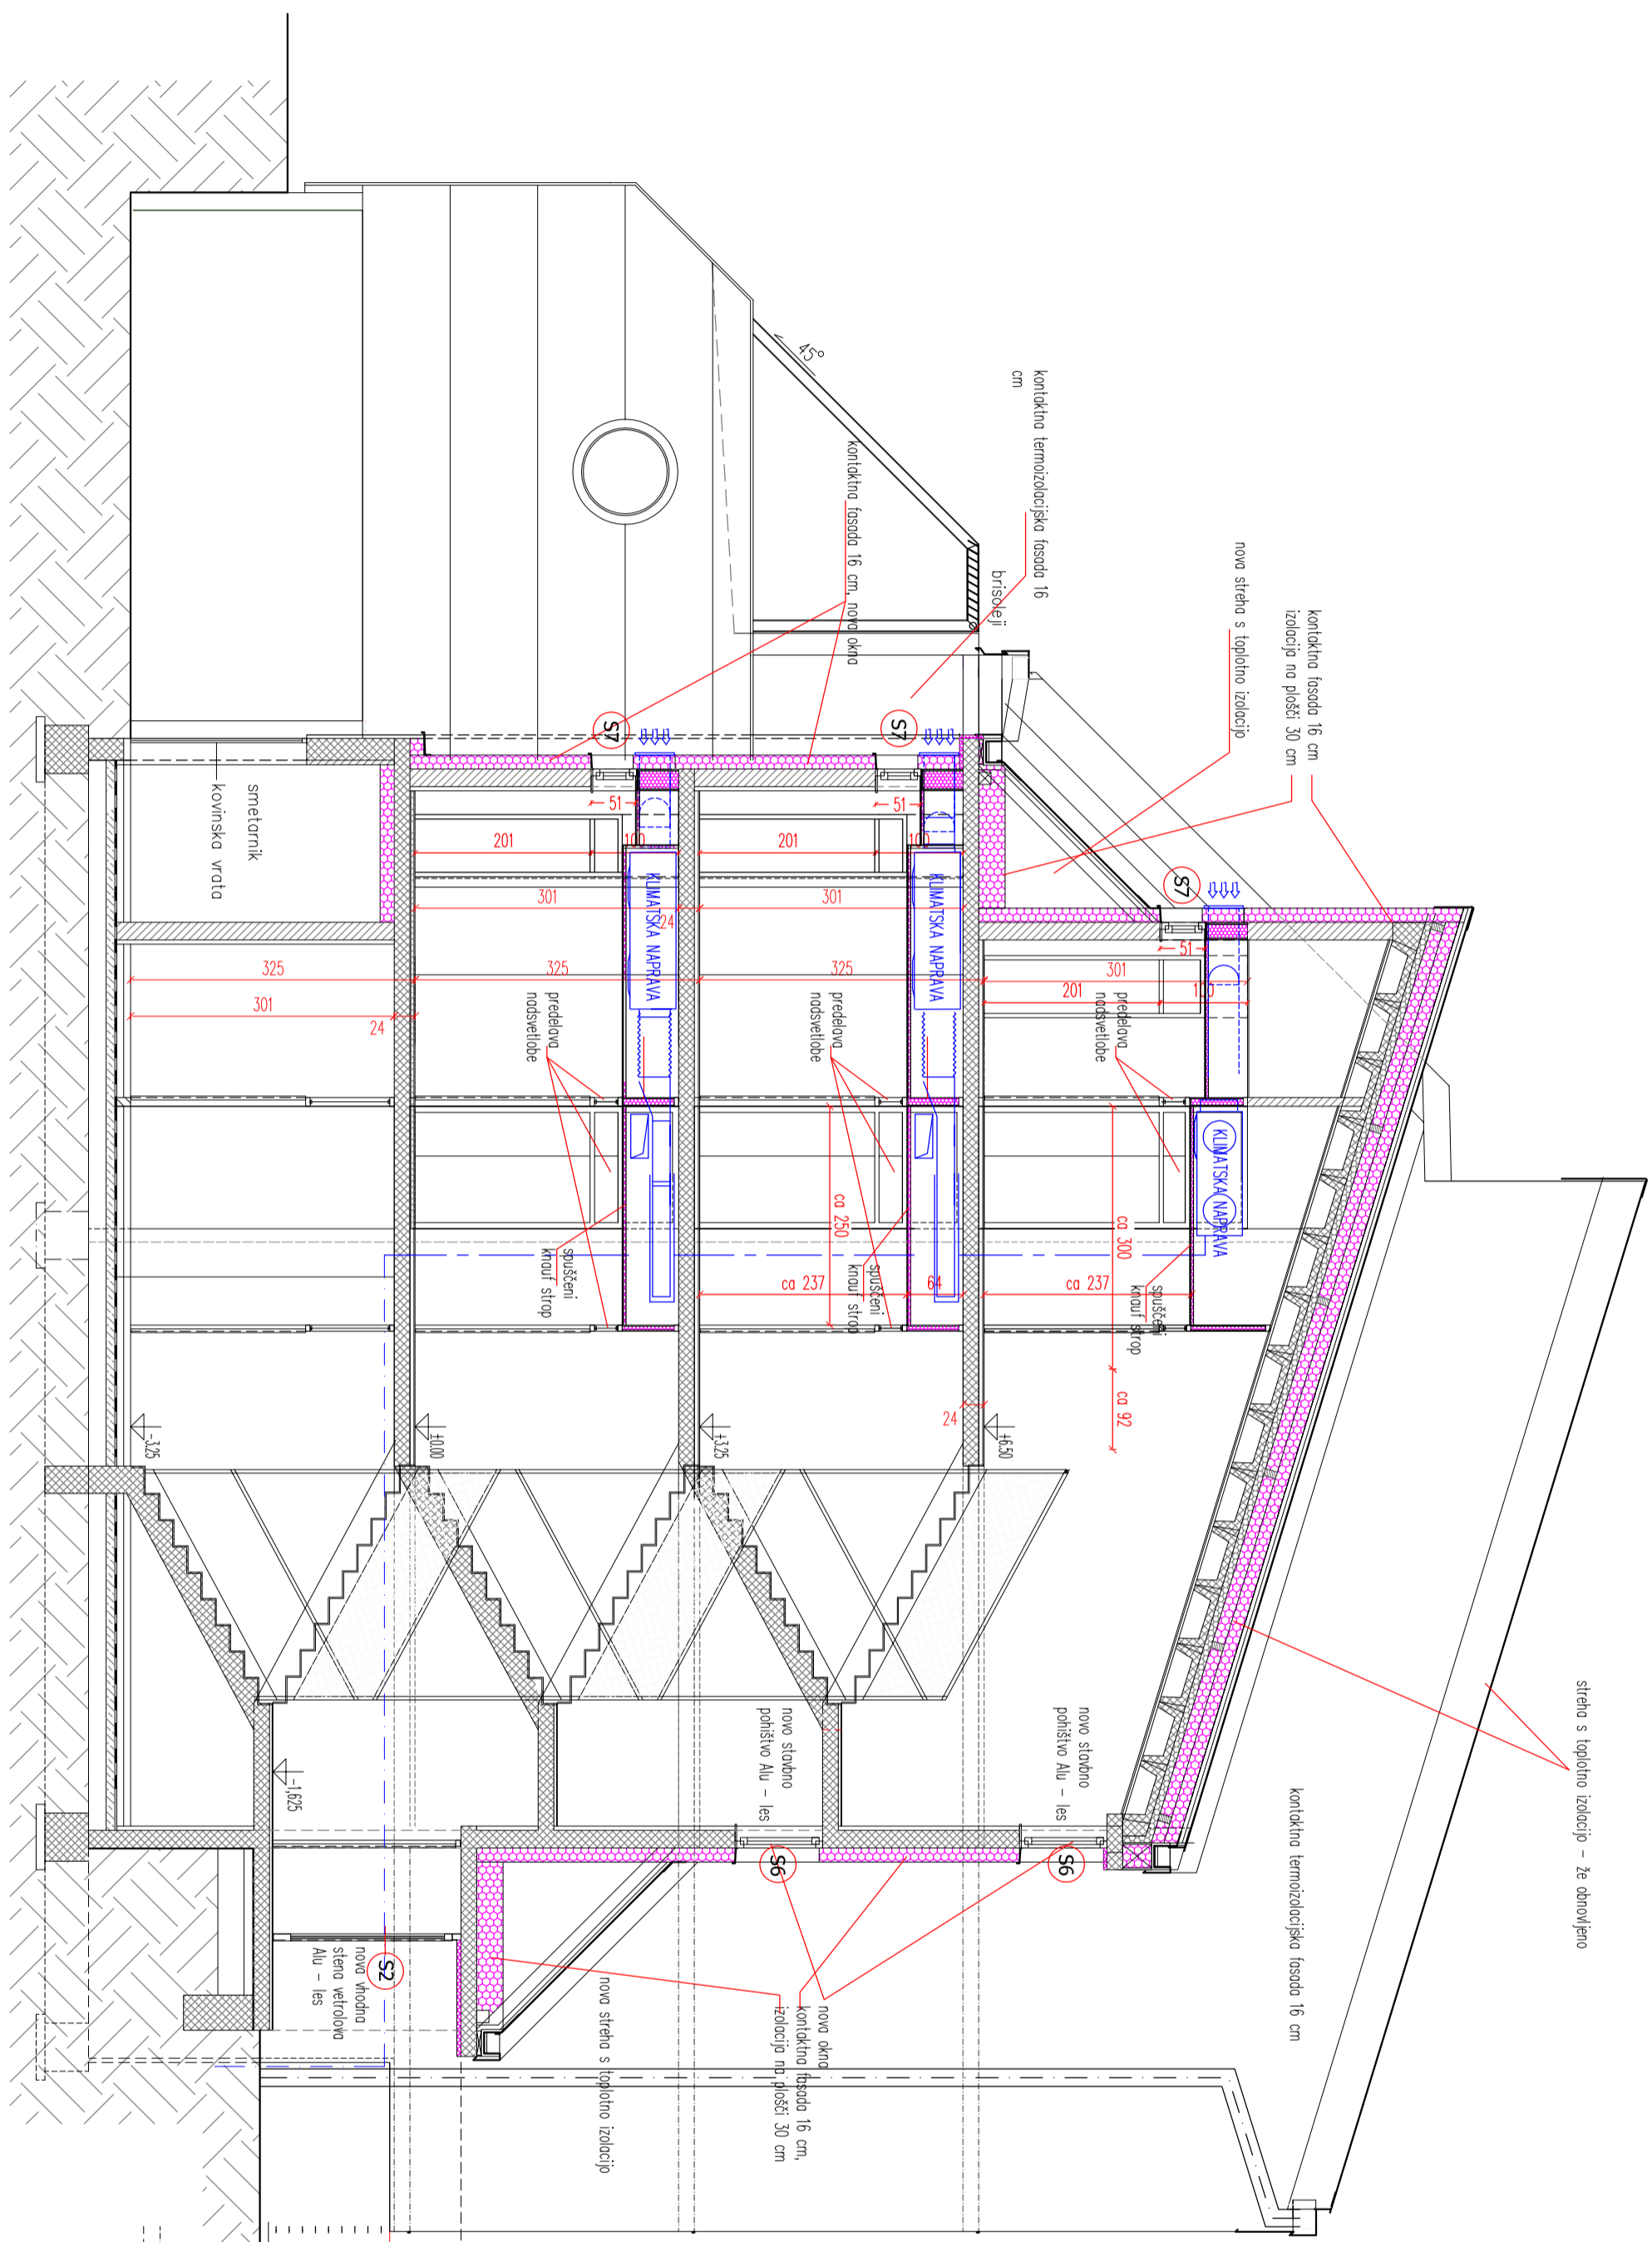 streha s toplotno izolacijo – že obnovljeno
kontaktna termoizolacijska fasada 16 cm
kontaktna fasada 16 cm
izolacija na plošči 30 cm
nova streha s toplotno izolacijo
kontaktna termoizolacijska fasada 16
cm
brisoleji
45°
kontaktna fasada 16 cm, nova okna
S7
S7
S7
51
301
201
100
predelava
nadsvetlobe
KLIMATSKA NAPRAVA
ca 300
ca 92
ca 237
spuščeni
knauf strop
+6.50
24
novo stavbno
pohištvo Alu – les
S6
51
201
100
301
KLIMATSKA NAPRAVA
325
predelava
nadsvetlobe
ca 250
ca 237
64
spuščeni
knauf strop
+3.25
novo stavbno
pohištvo Alu – les
S6
nova okna
kontaktna fasada 16 cm,
izolacija na plošči 30 cm
51
201
100
301
24
KLIMATSKA NAPRAVA
325
predelava
nadsvetlobe
spuščeni
knauf strop
±0.00
nova streha s toplotno izolacijo
smetarnik
kovinska vrata
325
301
24
-3.25
-1,625
S2
nova vhodna
stena vetrolova
Alu – les